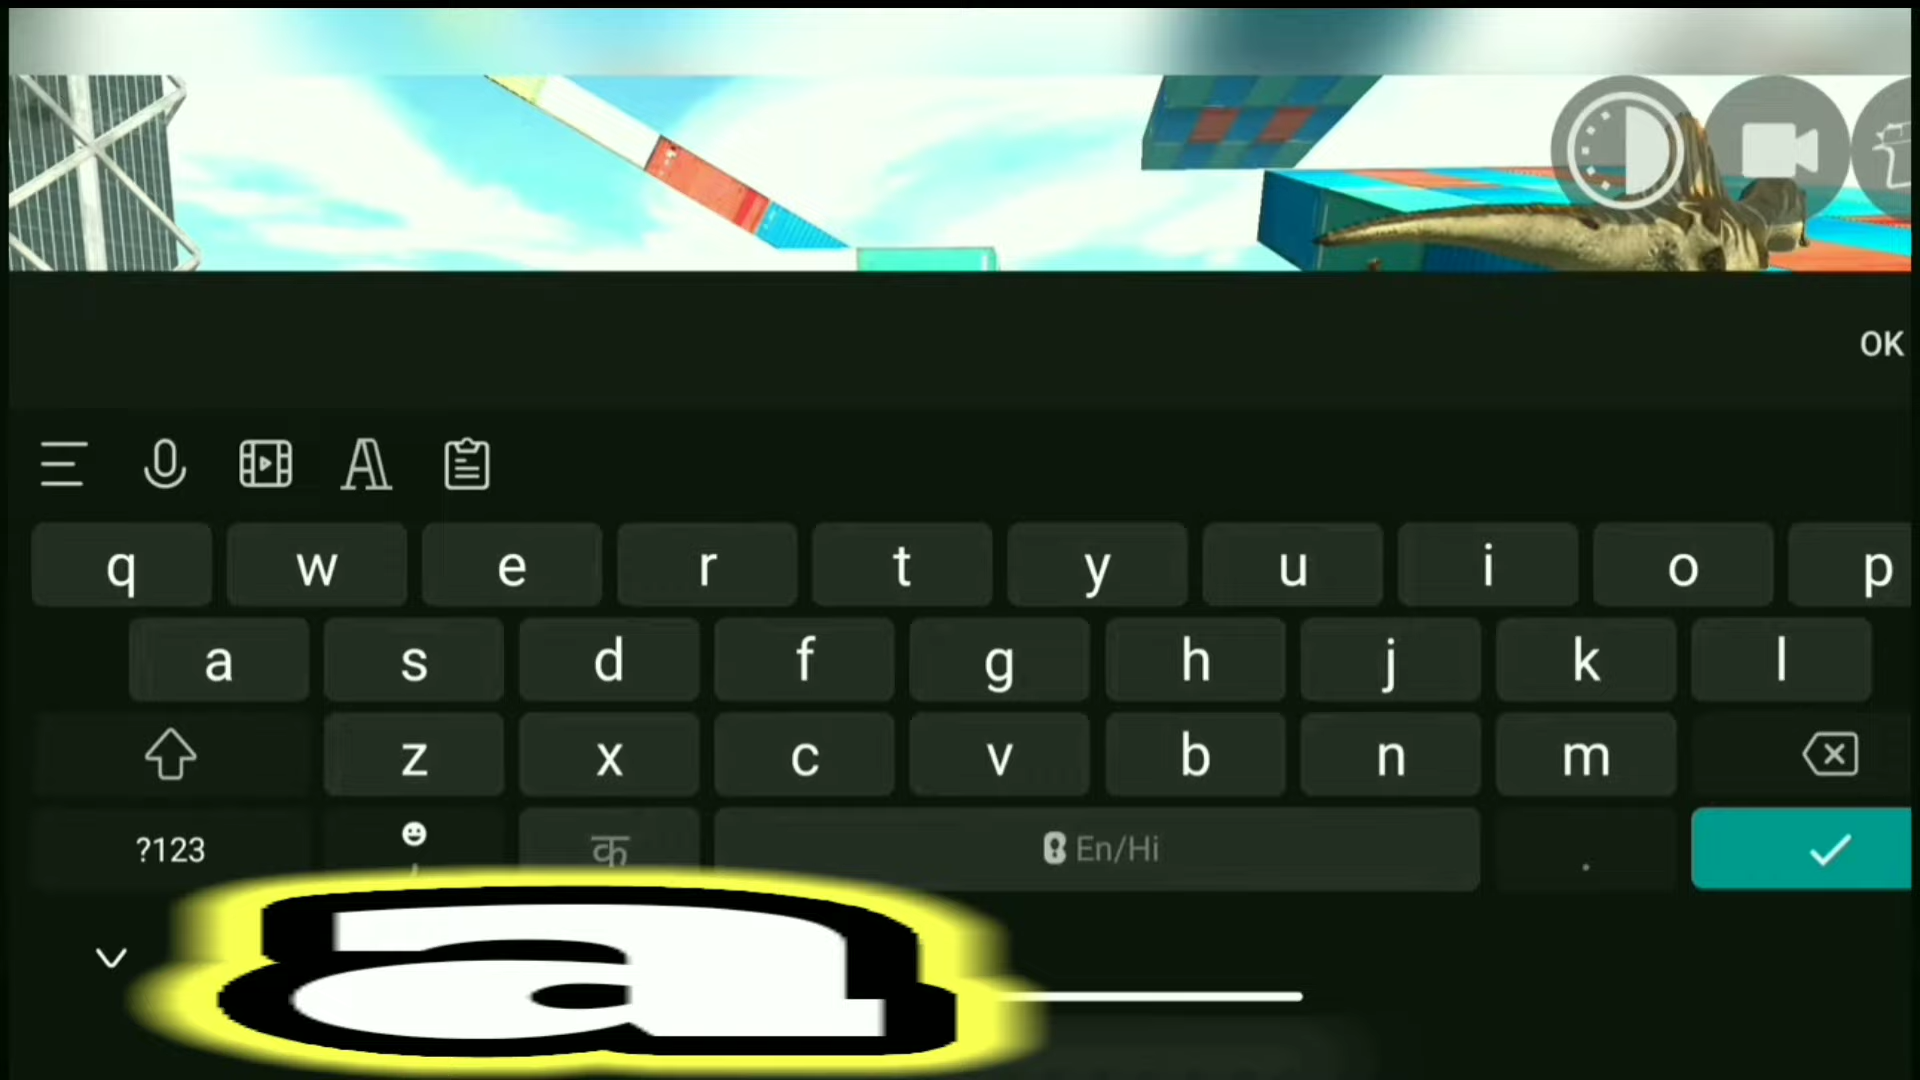 OK
q w e r t y u i o p
a s d f g h j k l
z x c v b n m
?123 , क En/Hi .
a